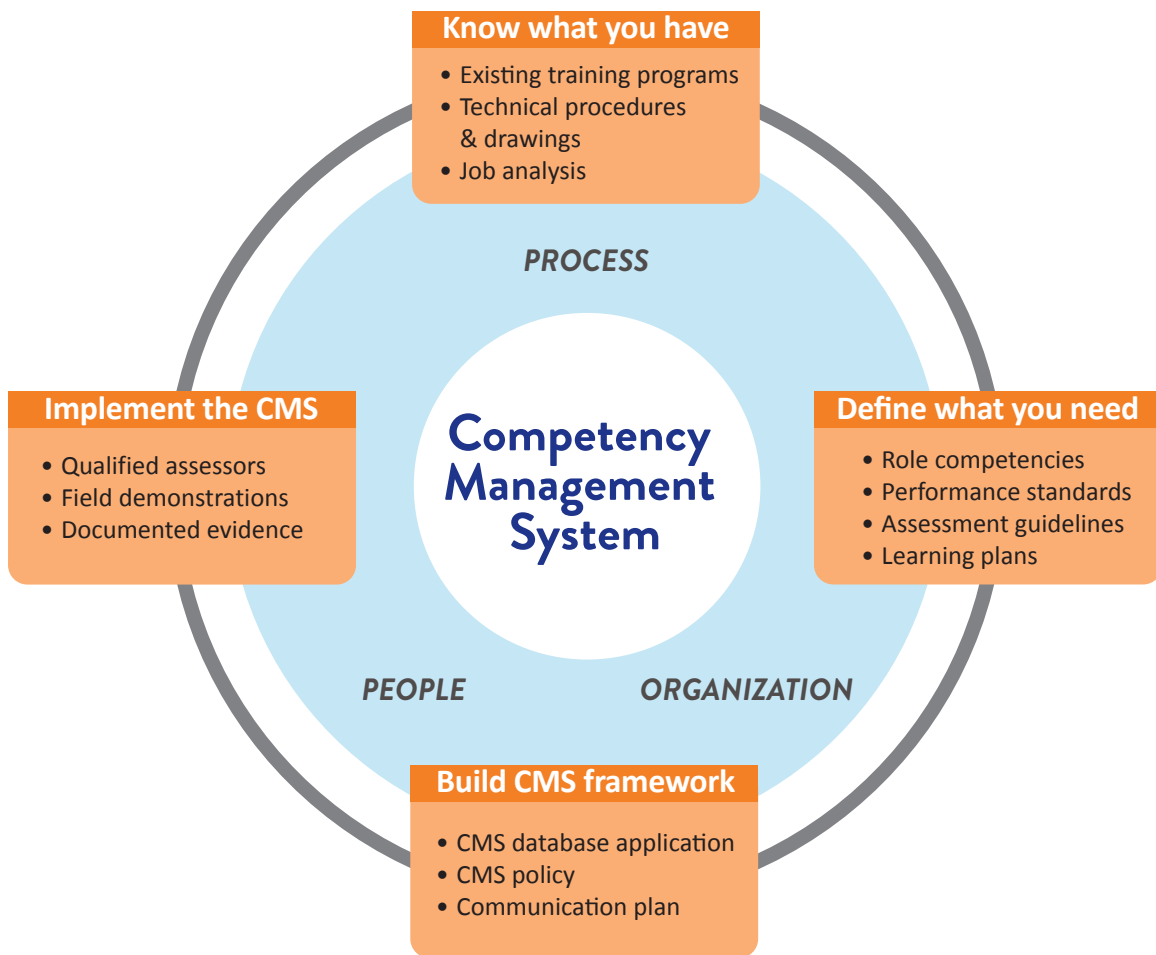 Know what you have
• Existing training programs
• Technical procedures
& drawings
• Job analysis
PROCESS
Implement the CMS
• Qualified assessors
• Field demonstrations
• Documented evidence
Competency
Management
System
Define what you need
• Role competencies
• Performance standards
• Assessment guidelines
• Learning plans
PEOPLE
ORGANIZATION
Build CMS framework
• CMS database application
• CMS policy
• Communication plan